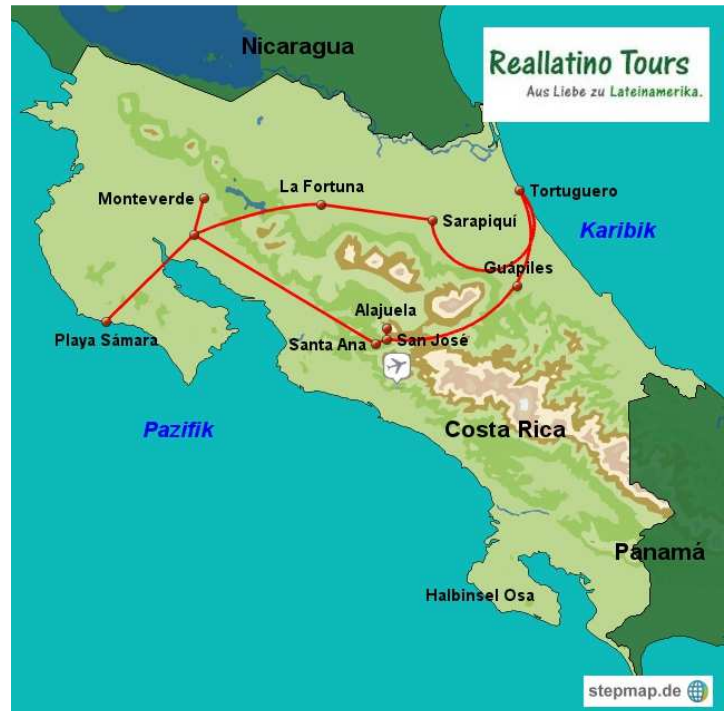 Nicaragua
Reallatino Tours
Aus Liebe zu Lateinamerika.
Monteverde
La Fortuna
Tortuguero
Sarapiquí
Karibik
Guápiles
Alajuela
Playa Sámara
Santa Ana
San José
Pazifik
Costa Rica
Panamá
Halbinsel Osa
stepmap.de